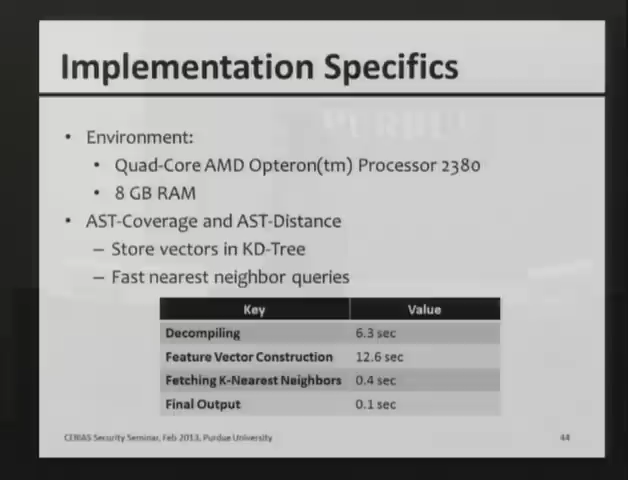 Implementation Specifics
• Environment:
• Quad-Core AMD Opteron(tm) Processor 2380
• 8 GB RAM
• AST-Coverage and AST-Distance
– Store vectors in KD-Tree
– Fast nearest neighbor queries
Key Value
Decompiling 6.3 sec
Feature Vector Construction 12.6 sec
Fetching K-Nearest Neighbors 0.4 sec
Final Output 0.1 sec
CERIAS Security Seminar, Feb 2013, Purdue University 44